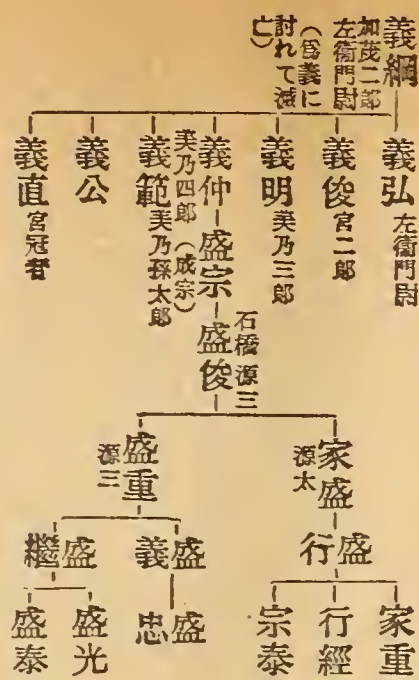 義綱
加茂二郎
左衞門尉
(爲義に
討れて滅
亡)
義弘 左衞門尉
義俊 宮二郎
義明 美乃三郎
義仲 美乃四郎
盛宗 (成宗)
盛俊 石橋源三
義範 美乃孫太郎
義公
義直 宮冠者
家盛 源太
行盛
家重
行經
宗泰
盛重 源三
義盛
忠盛
繼盛
盛光
盛泰